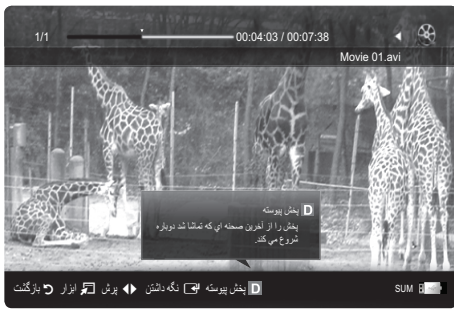 1/1 00:04:03 / 00:07:38
Movie 01.avi
D پخش پیوسته
پخش را از آخرین صحنه ای که تماشا شد دوباره
شروع می کند.
SUM D پخش پیوسته نگه داشتن پرش ابزار بازگشت